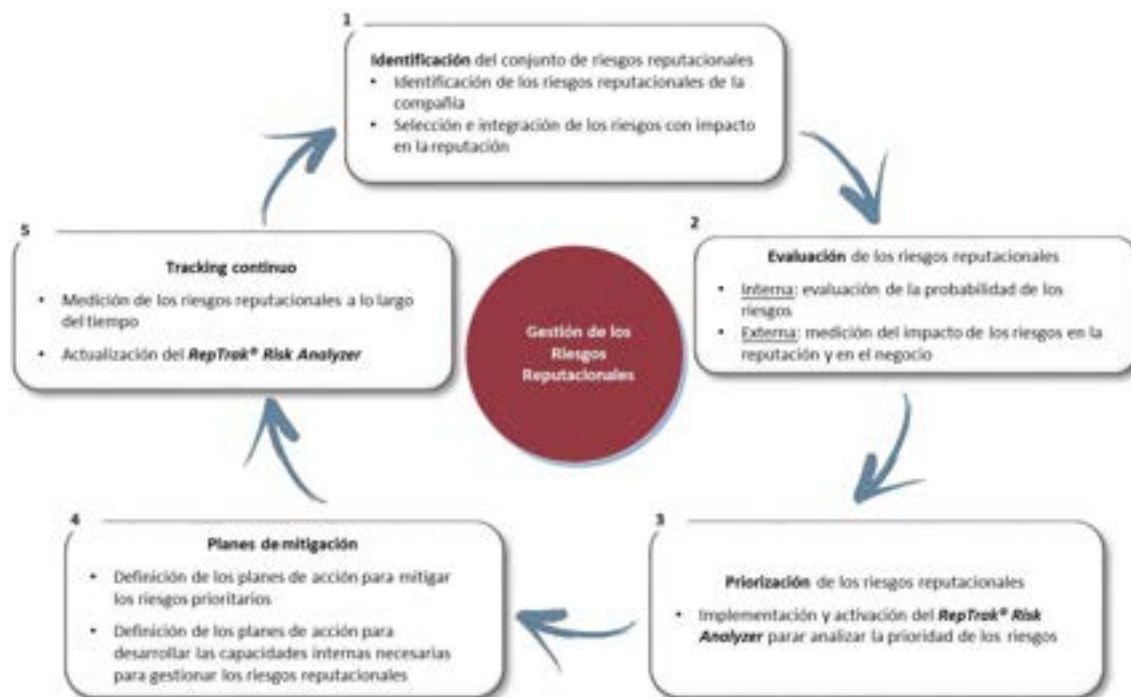 1
Identificación del conjunto de riesgos reputacionales
• Identificación de los riesgos reputacionales de la
compañía
• Selección e integración de los riesgos con impacto
en la reputación
2
Evaluación de los riesgos reputacionales
• Interna: evaluación de la probabilidad de los
riesgos
• Externa: medición del impacto de los riesgos en la
reputación y en el negocio
3
Priorización de los riesgos reputacionales
• Implementación y activación del RepTrak® Risk
Analyzer parar analizar la prioridad de los riesgos
4
Planes de mitigación
• Definición de los planes de acción para mitigar
los riesgos prioritarios
• Definición de los planes de acción para
desarrollar las capacidades internas necesarias
para gestionar los riesgos reputacionales
5
Tracking continuo
• Medición de los riesgos reputacionales a lo largo
del tiempo
• Actualización del RepTrak® Risk Analyzer
Gestión de los
Riesgos
Reputacionales